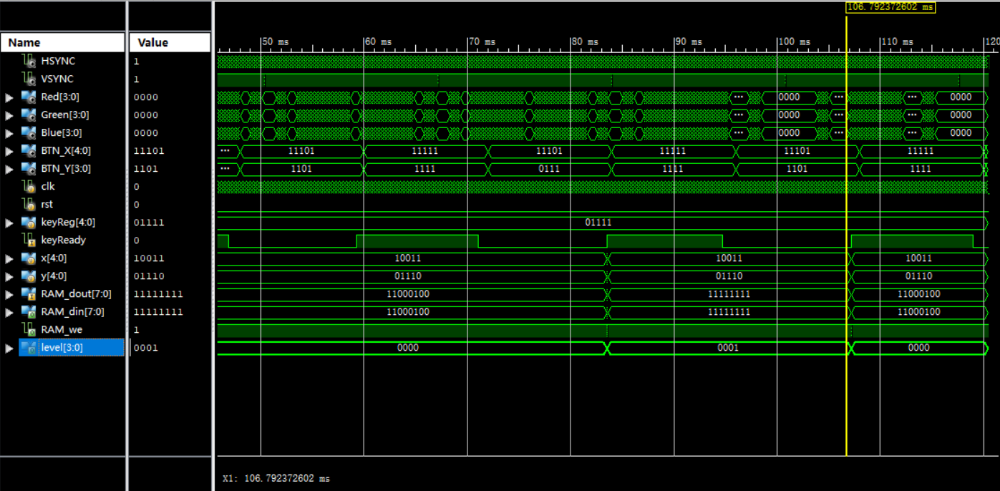 106.792372602 ms
Name Value
50 ms 60 ms 70 ms 80 ms 90 ms 100 ms 110 ms 120
HSYNC 1
VSYNC 1
Red[3:0] 0000 ... 0000 ... ... 0000
Green[3:0] 0000 ... 0000 ... ... 0000
Blue[3:0] 0000 ... 0000 ... ... 0000
BTN_X[4:0] 11101 ... 11101 11111 11101 11111 11101 11111
BTN_Y[3:0] 1101 ... 1101 1111 0111 1111 1101 1111
clk 0
rst 0
keyReg[4:0] 01111 01111
keyReady 0
x[4:0] 10011 10011 10011 10011
y[4:0] 01110 01110 01110 01110
RAM_dout[7:0] 11111111 11000100 11111111 11000100
RAM_din[7:0] 11111111 11000100 11111111 11000100
RAM_we 1
level[3:0] 0001 0000 0001 0000
X1: 106.792372602 ms